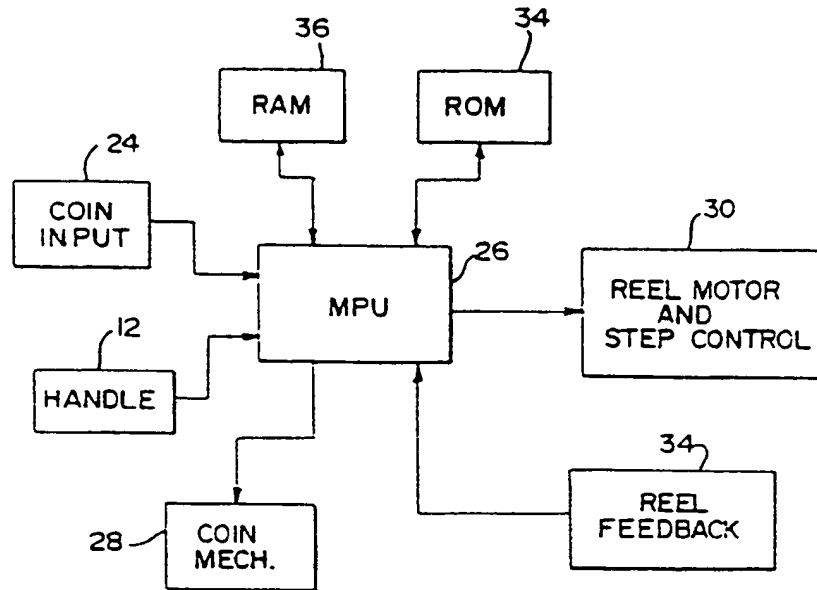 36
RAM
34
ROM
24
COIN
INPUT
26
MPU
30
REEL MOTOR
AND
STEP CONTROL
12
HANDLE
34
REEL
FEEDBACK
28
COIN
MECH.